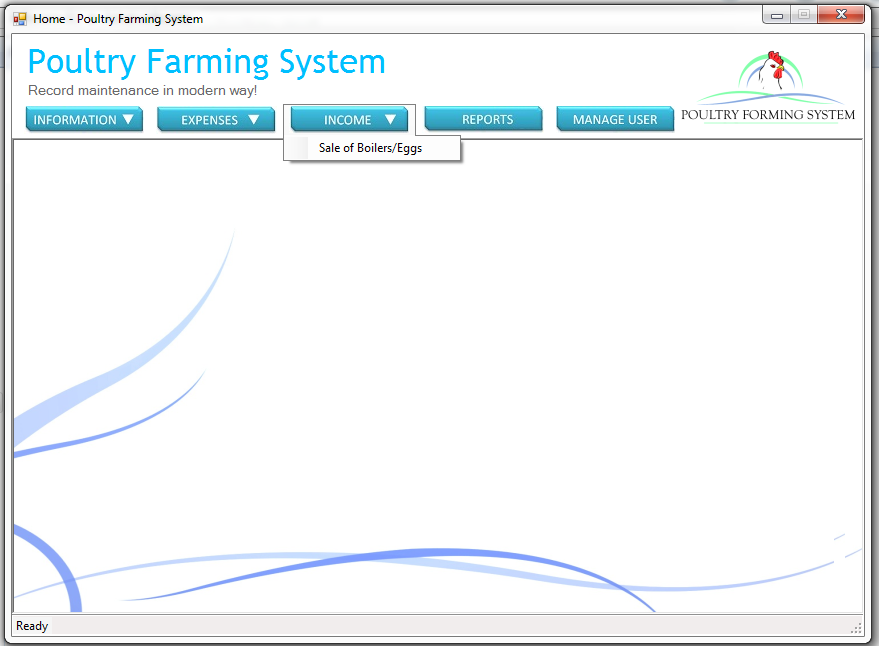 Home - Poultry Farming System
Poultry Farming System
Record maintenance in modern way!
INFORMATION ▼ EXPENSES ▼ INCOME ▼ REPORTS MANAGE USER
POULTRY FORMING SYSTEM
Sale of Boilers/Eggs
Ready